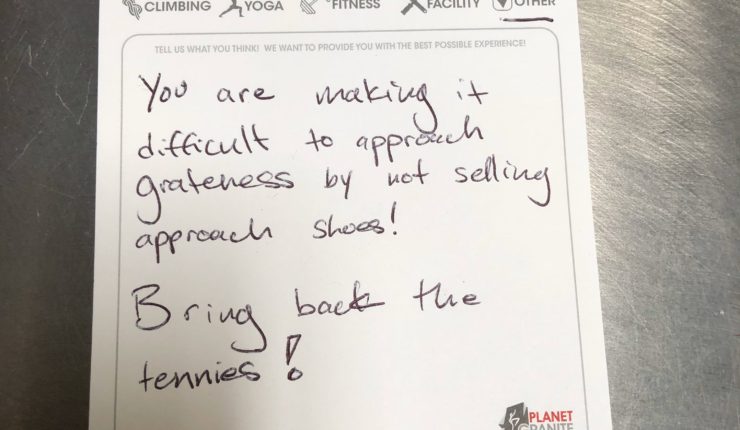 CLIMBING YOGA FITNESS FACILITY OTHER
TELL US WHAT YOU THINK! WE WANT TO PROVIDE YOU WITH THE BEST POSSIBLE EXPERIENCE!
You are making it
difficult to approach
grateness by not selling
approach shoes!
Bring back the
tennies!
PLANET
GRANITE